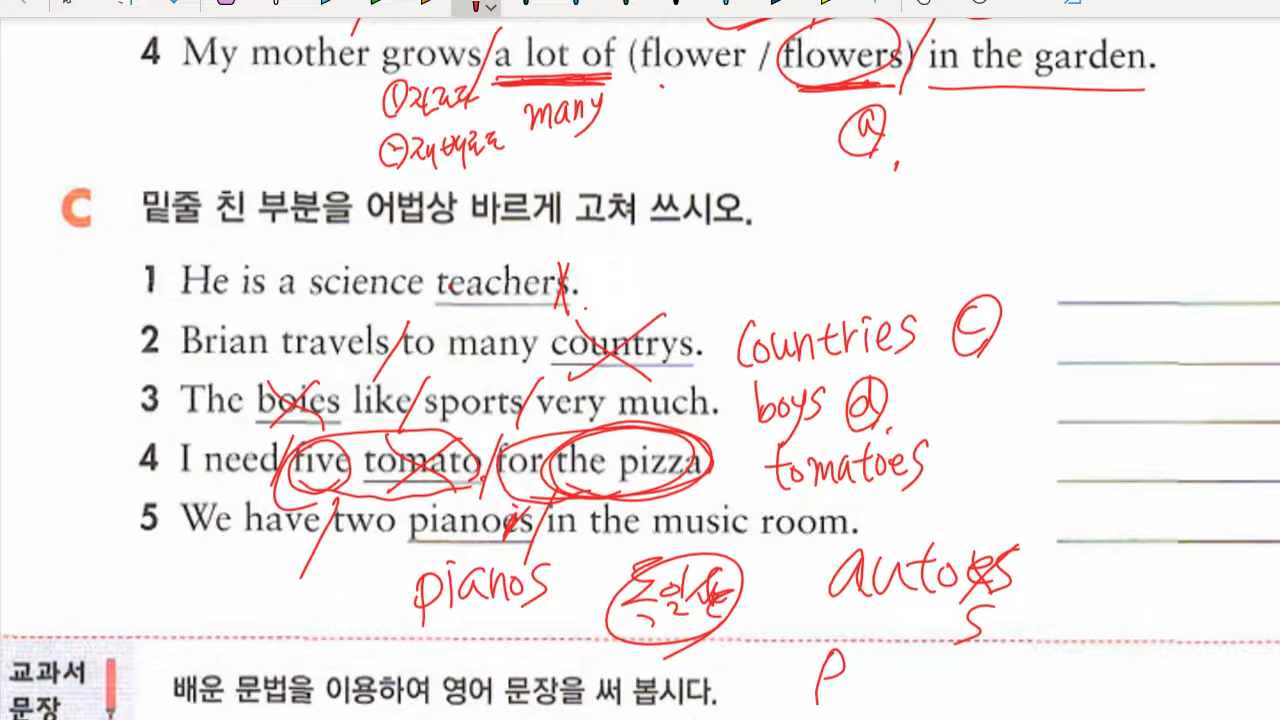 4 My mother grows a lot of (flower / flowers) in the garden.
many
ⓐ
C 밑줄 친 부분을 어법상 바르게 고쳐 쓰시오.
1 He is a science teachers.
2 Brian travels to many countrys. countries ⓒ
3 The boies like sports very much. boys ⓓ
4 I need five tomato for the pizza. tomatoes
5 We have two pianoes in the music room.
pianos
autoes
s
P
교과서
문장
배운 문법을 이용하여 영어 문장을 써 봅시다.